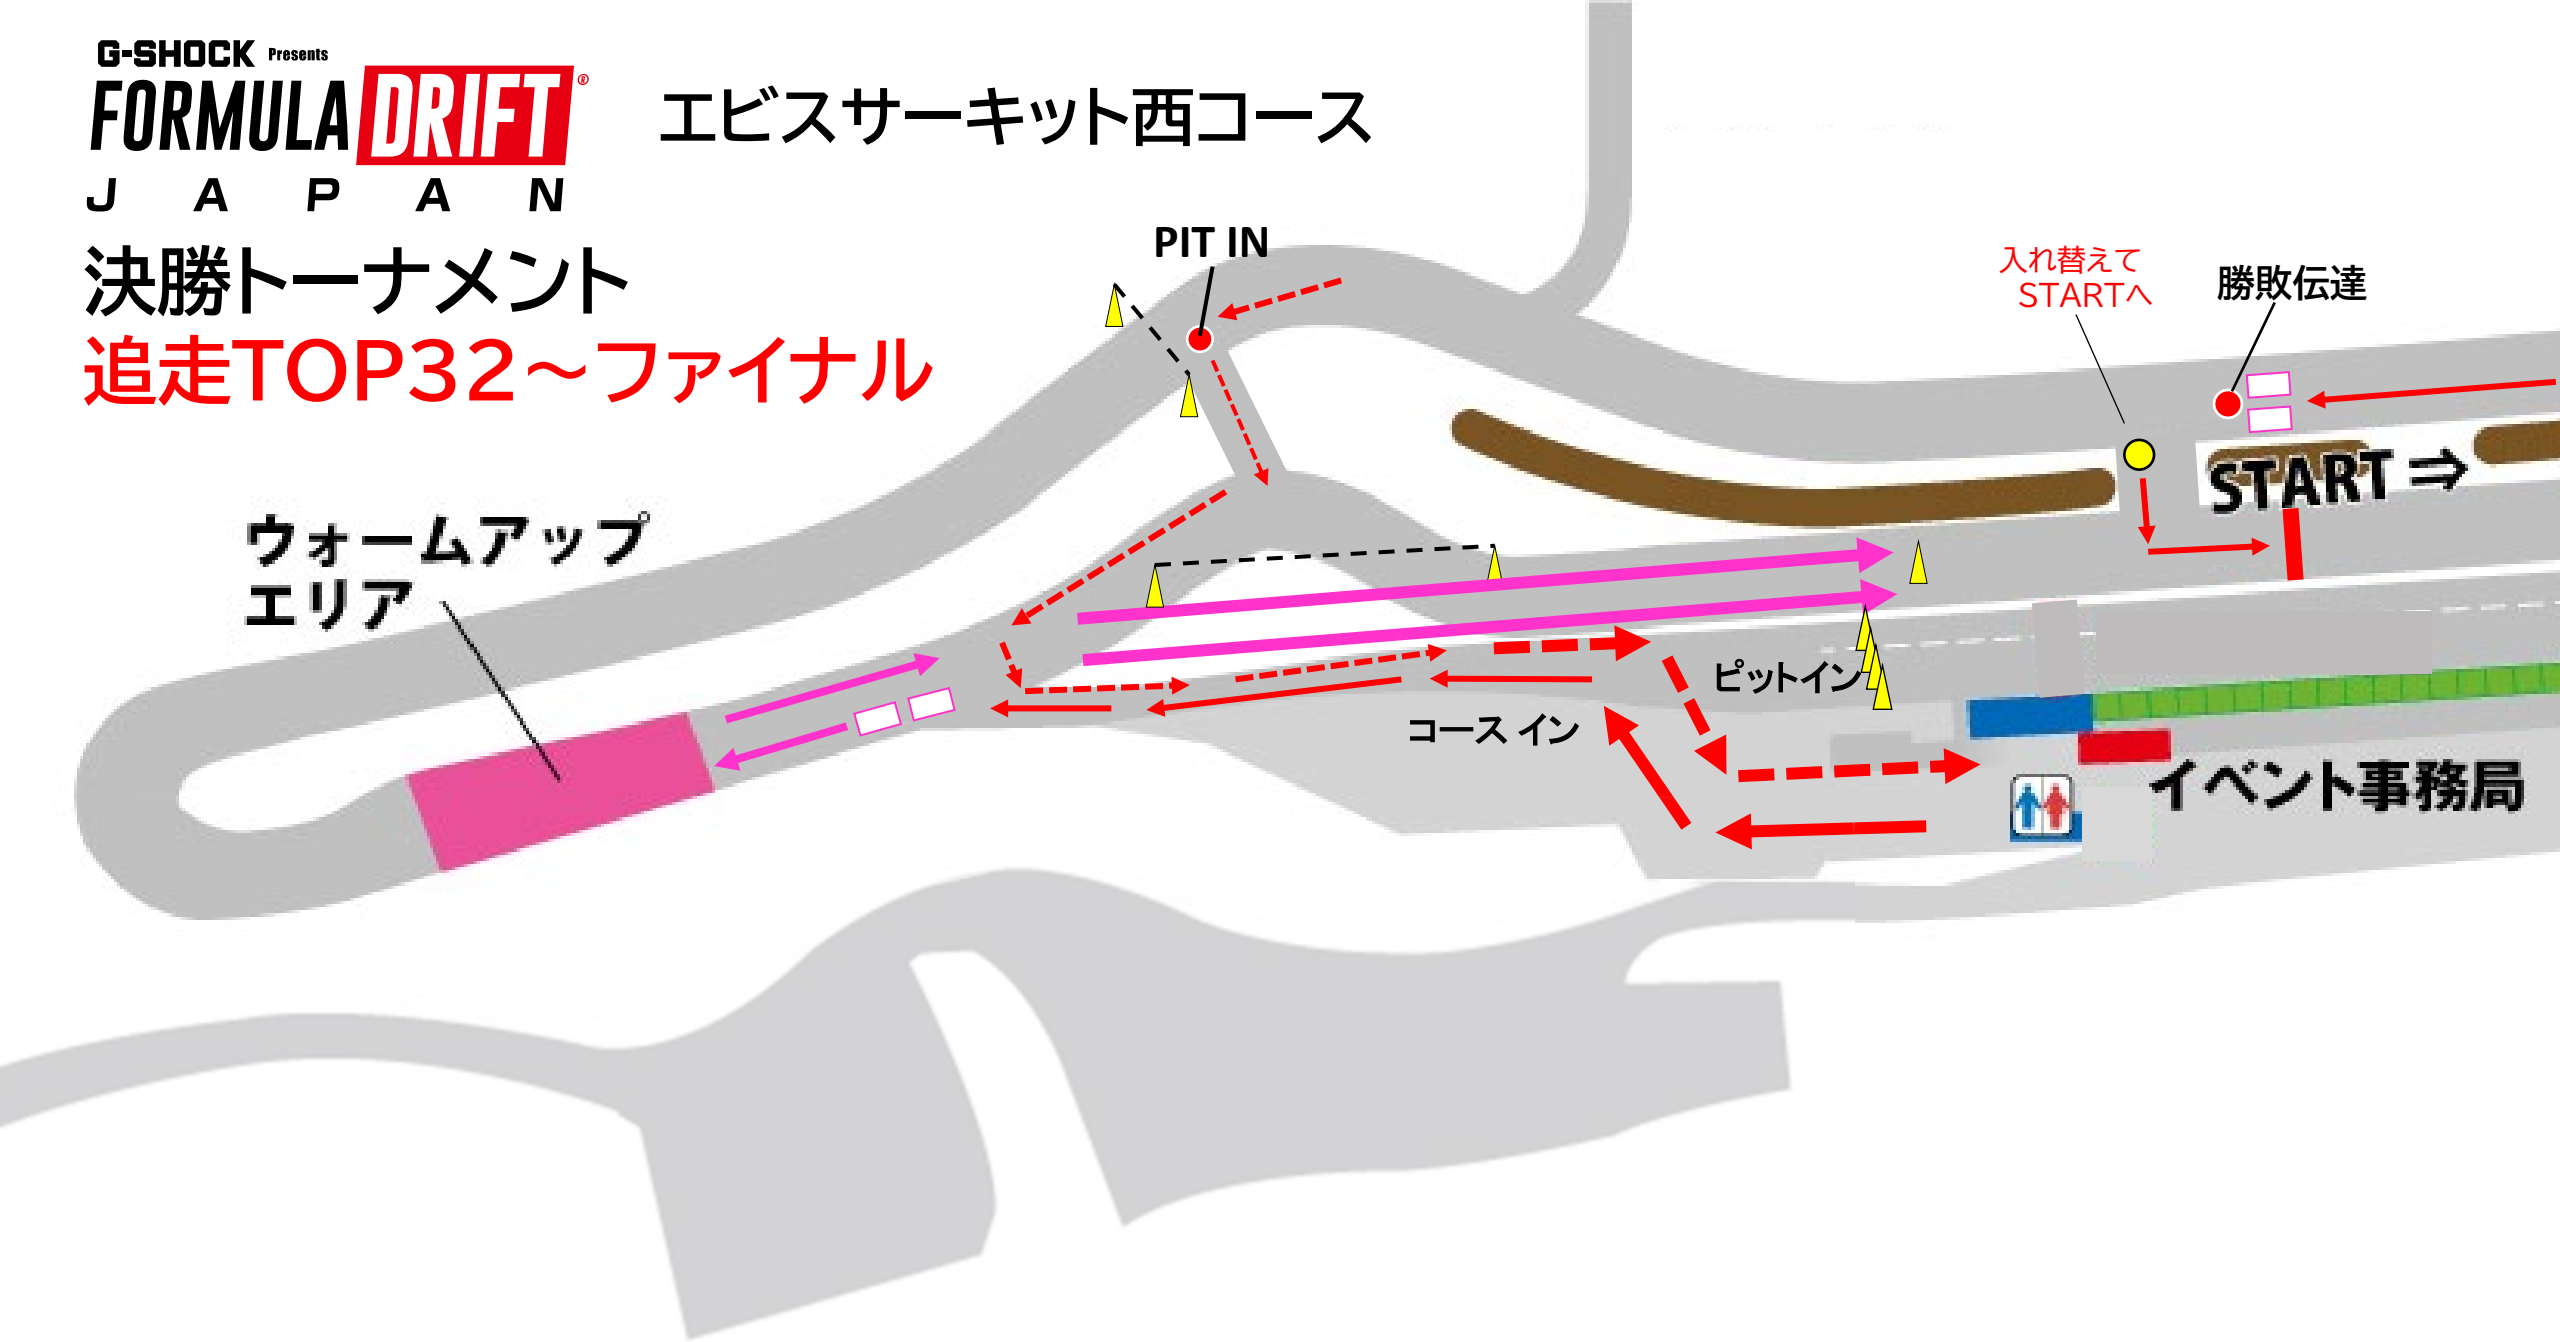 G-SHOCK Presents
FORMULA DRIFT®
JAPAN
エビスサーキット西コース
決勝トーナメント
追走TOP32～ファイナル
PIT IN
入れ替えて
STARTへ
勝敗伝達
START ⇒
ウォームアップ
エリア
ピットイン
コース イン
イベント事務局